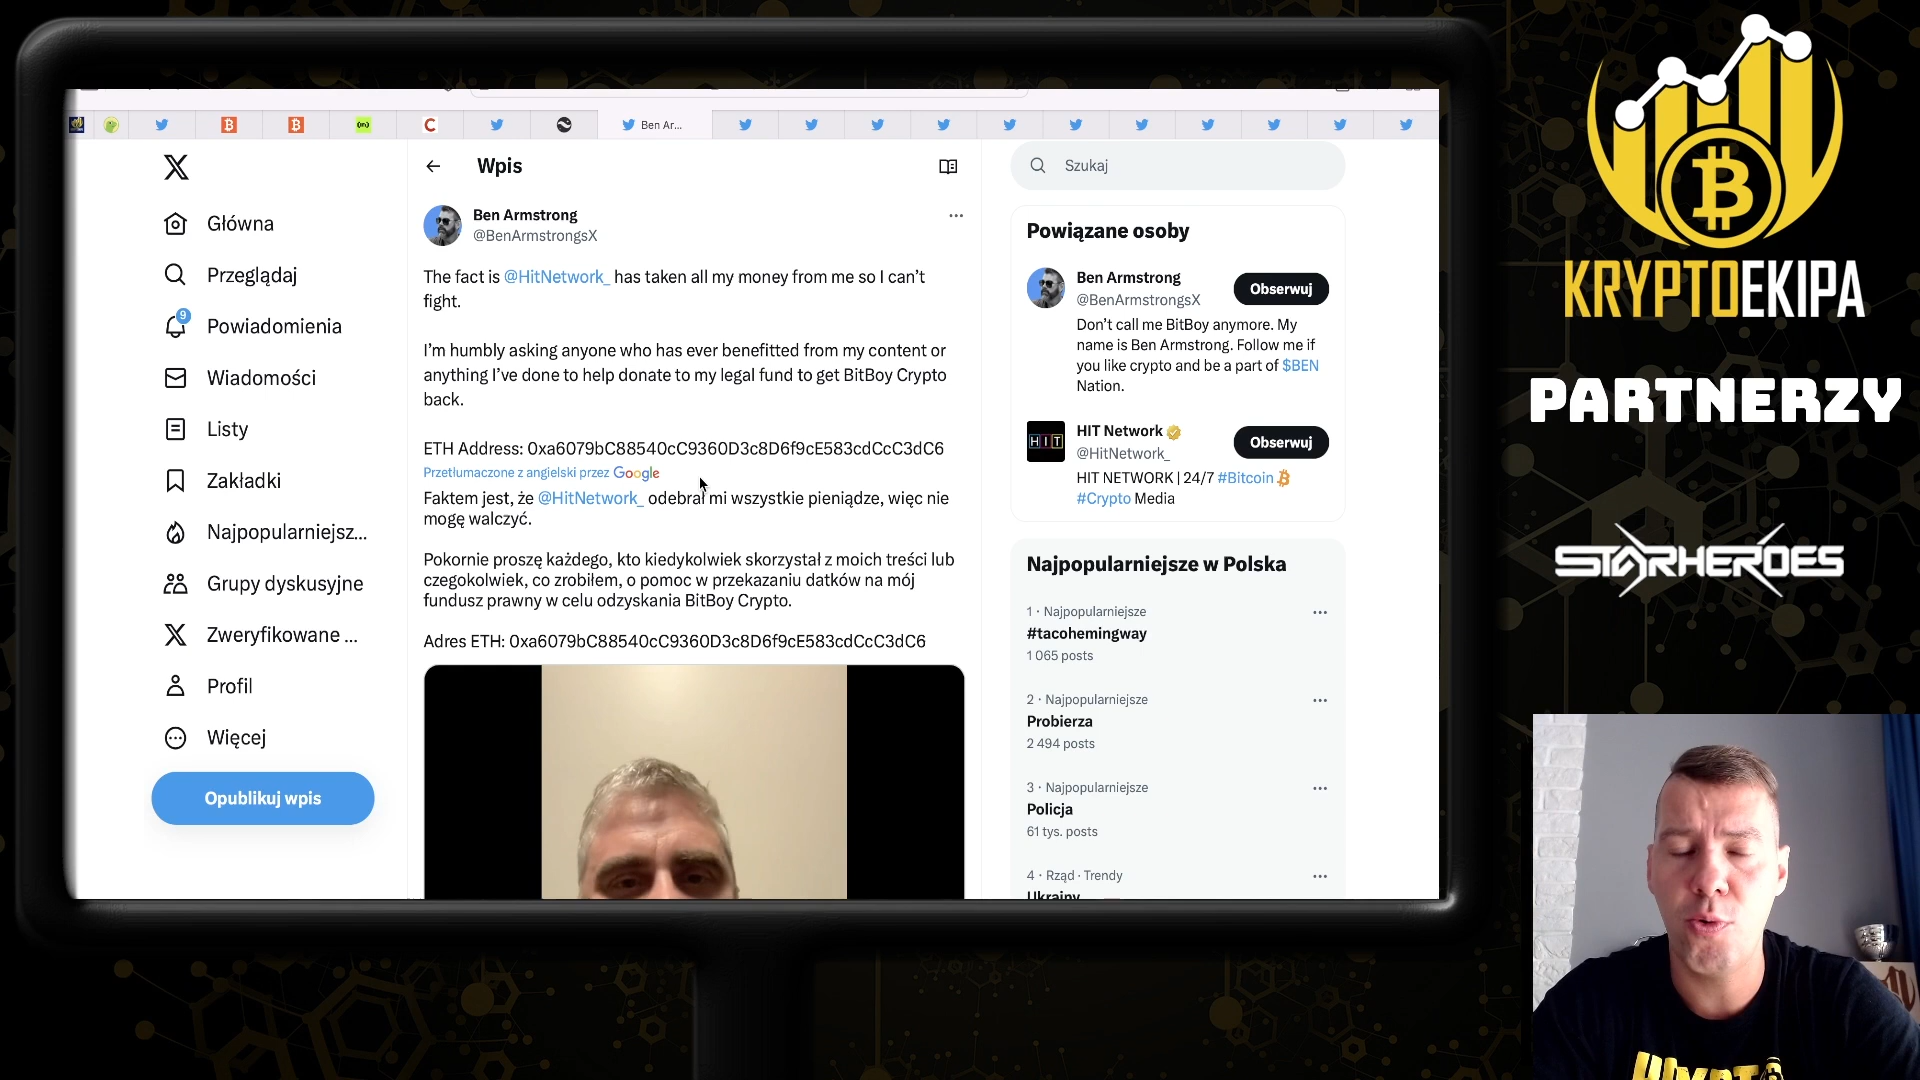 Ben Ar...
Główna
Przeglądaj
9
Powiadomienia
Wiadomości
Listy
Zakładki
Najpopularniejsz...
Grupy dyskusyjne
Zweryfikowane ...
Profil
Więcej
Opublikuj wpis
Wpis
Ben Armstrong
@BenArmstrongsX
The fact is @HitNetwork_ has taken all my money from me so I can't
fight.
I'm humbly asking anyone who has ever benefitted from my content or
anything I've done to help donate to my legal fund to get BitBoy Crypto
back.
ETH Address: 0xa6079bC88540cC9360D3c8D6f9cE583cdCcC3dC6
Przetłumaczone z angielski przez Google
Faktem jest, że @HitNetwork_ odebrał mi wszystkie pieniądze, więc nie
mogę walczyć.
Pokornie proszę każdego, kto kiedykolwiek skorzystał z moich treści lub
czegokolwiek, co zrobiłem, o pomoc w przekazaniu datków na mój
fundusz prawny w celu odzyskania BitBoy Crypto.
Adres ETH: 0xa6079bC88540cC9360D3c8D6f9cE583cdCcC3dC6
Szukaj
Powiązane osoby
Ben Armstrong
@BenArmstrongsX
Obserwuj
Don't call me BitBoy anymore. My
name is Ben Armstrong. Follow me if
you like crypto and be a part of $BEN
Nation.
HIT
HIT Network
@HitNetwork_
Obserwuj
HIT NETWORK | 24/7 #Bitcoin
#Crypto Media
Najpopularniejsze w Polska
1 · Najpopularniejsze
#tacohemingway
1 065 posts
2 · Najpopularniejsze
Probierza
2 494 posts
3 · Najpopularniejsze
Policja
61 tys. posts
4 · Rząd · Trendy
Ukrainy
KRYPTOEKIPA
PARTNERZY
STARHEROES